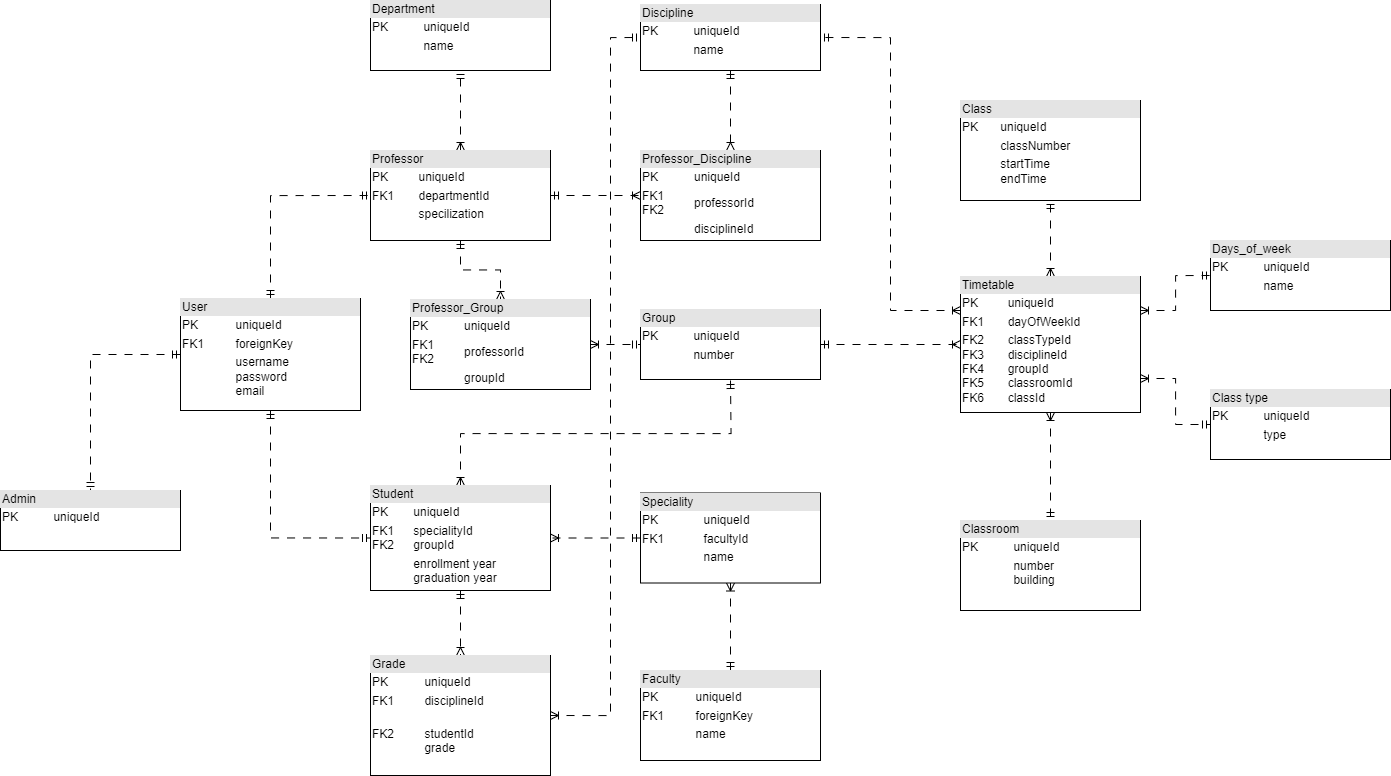 Department
PK uniqueId
name
Discipline
PK uniqueId
name
Class
PK uniqueId
classNumber
startTime
endTime
Professor
PK uniqueId
FK1 departmentId
specilization
Professor_Discipline
PK uniqueId
FK1
professorId
FK2
disciplineId
Days_of_week
PK uniqueId
name
Timetable
PK uniqueId
FK1 dayOfWeekId
FK2 classTypeId
FK3 disciplineId
FK4 groupId
FK5 classroomId
FK6 classId
User
PK uniqueId
FK1 foreignKey
username
password
email
Professor_Group
PK uniqueId
FK1
professorId
FK2
groupId
Group
PK uniqueId
number
Class type
PK uniqueId
type
Admin
PK uniqueId
Student
PK uniqueId
FK1 specialityId
FK2 groupId
enrollment year
graduation year
Speciality
PK uniqueId
FK1 facultyId
name
Classroom
PK uniqueId
number
building
Grade
PK uniqueId
FK1 disciplineId
FK2 studentId
grade
Faculty
PK uniqueId
FK1 foreignKey
name